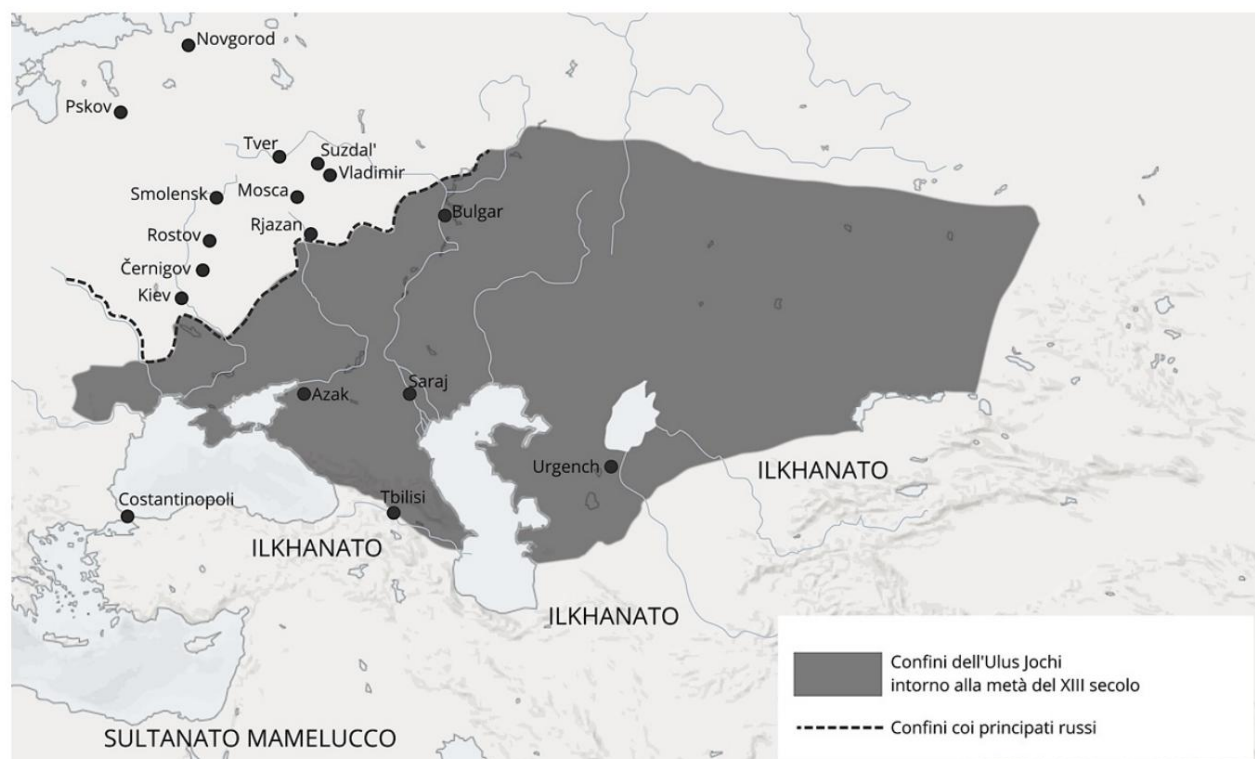 Novgorod
Pskov
Tver
Suzdal'
Vladimir
Smolensk
Mosca
Rjazan
Bulgar
Rostov
Černigov
Kiev
Azak
Saraj
Urgench
ILKHANATO
Costantinopoli
Tbilisi
ILKHANATO
ILKHANATO
SULTANATO MAMELUCCO
Confini dell'Ulus Jochi
intorno alla metà del XIII secolo
Confini coi principati russi